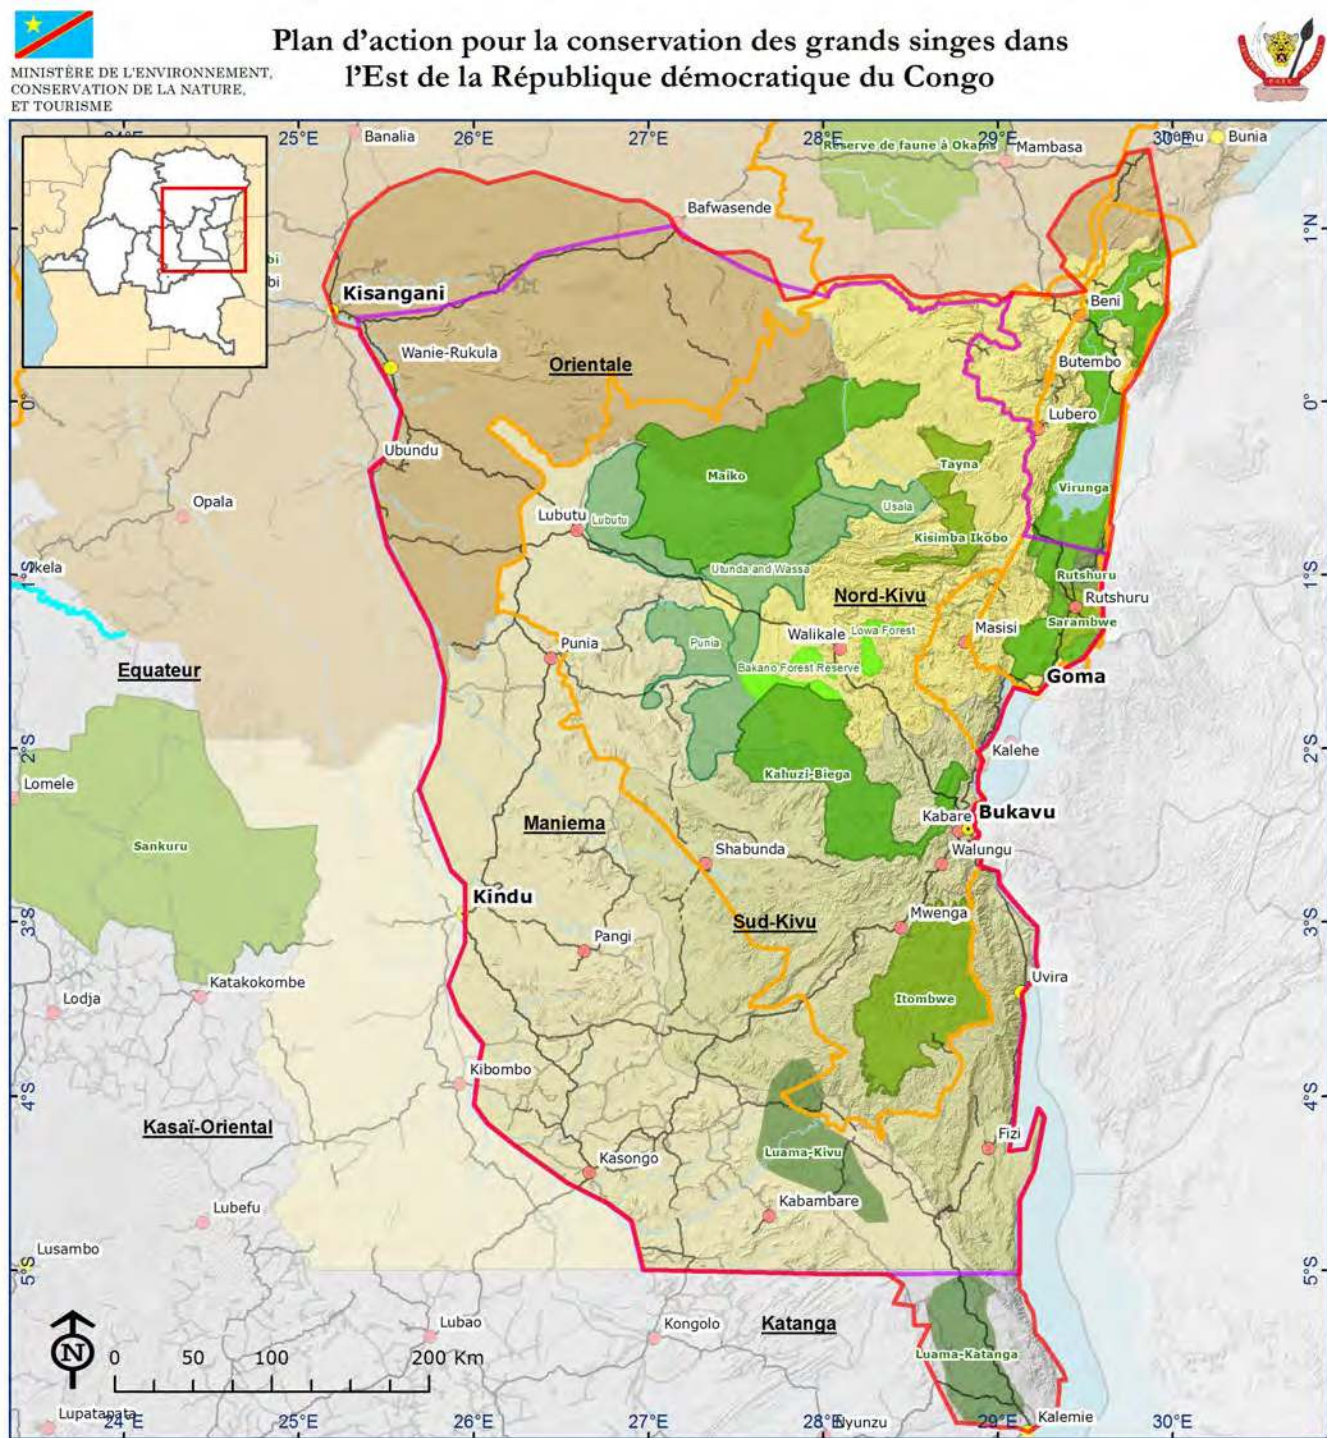 Plan d'action pour la conservation des grands singes dans
l'Est de la République démocratique du Congo
MINISTÈRE DE L'ENVIRONNEMENT,
CONSERVATION DE LA NATURE,
ET TOURISME
24°E
25°E
26°E
27°E
28°E
29°E
30°E
Banalia
Réserve de faune à Okapis
Mambasa
Bunia
Bafwasende
1°N
1°N
bi
bi
Kisangani
Beni
Wanie-Rukula
Orientale
Butembo
0°
0°
Lubero
Ubundu
Tayna
Maiko
Virunga
Opala
Usala
Lubutu
Lubutu
Kisimba Ikobo
Utunda and Wassa
Rutshuru
Ikela
1°S
1°S
Nord-Kivu
Rutshuru
Sarambwe
Masisi
Lowa Forest
Walikale
Punia
Punia
Bakano Forest Reserve
Equateur
Goma
2°S
2°S
Kalehe
Kahuzi-Biega
Lomele
Bukavu
Kabare
Maniema
Sankuru
Shabunda
Walungu
Kindu
3°S
3°S
Sud-Kivu
Mwenga
Pangi
Uvira
Katakokombe
Lodja
Itombwe
Kibombo
4°S
4°S
Kasaï-Oriental
Fizi
Luama-Kivu
Kasongo
Kabambare
Lubefu
Lusambo
5°S
5°S
Katanga
Lubao
Kongolo
N
0 50 100 200 Km
Luama-Katanga
Lupatapata
24°E
25°E
26°E
27°E
28°E
Nyunzu
29°E
Kalemie
30°E